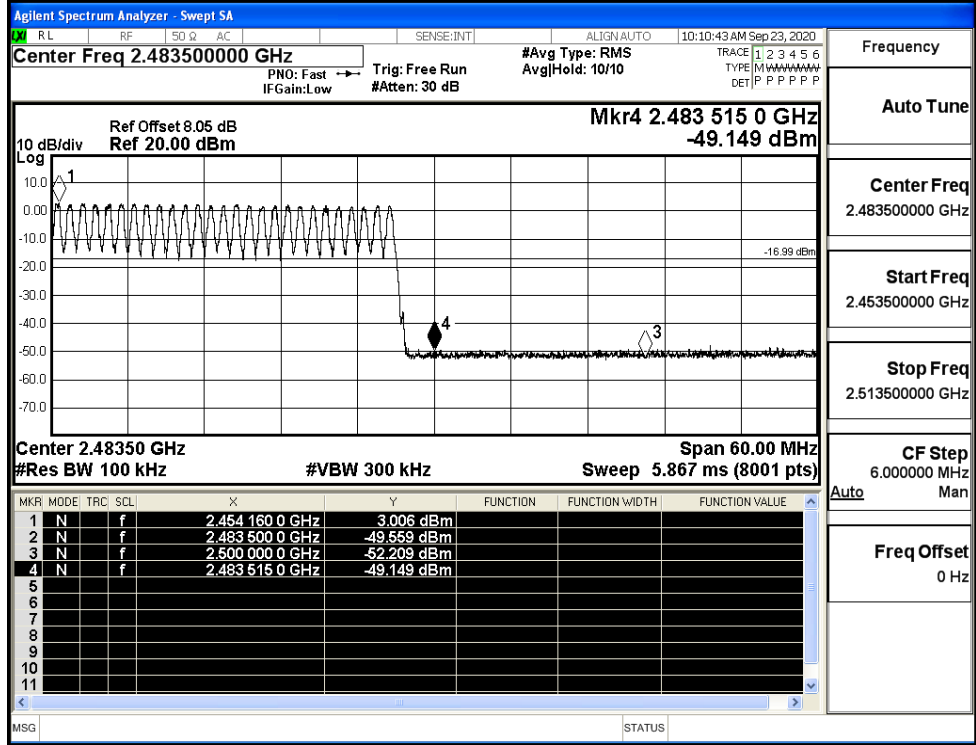 Agilent Spectrum Analyzer - Swept SA
LXI RL RF 50 Ω AC SENSE:INT ALIGN AUTO 10:10:43 AM Sep 23, 2020
Center Freq 2.483500000 GHz
PNO: Fast
IFGain:Low
Trig: Free Run
#Atten: 30 dB
#Avg Type: RMS
Avg|Hold: 10/10
TRACE 1 2 3 4 5 6
TYPE M W W W W W
DET P P P P P P
Ref Offset 8.05 dB
10 dB/div Ref 20.00 dBm
Log
Mkr4 2.483 515 0 GHz
-49.149 dBm
10.0
0.00
-10.0
-20.0
-30.0
-40.0
-50.0
-60.0
-70.0
1
4
3
-16.99 dBm
Center 2.48350 GHz Span 60.00 MHz
#Res BW 100 kHz #VBW 300 kHz Sweep 5.867 ms (8001 pts)
MKR MODE TRC SCL X Y FUNCTION FUNCTION WIDTH FUNCTION VALUE
1 N f 2.454 160 0 GHz 3.006 dBm
2 N f 2.483 500 0 GHz -49.559 dBm
3 N f 2.500 000 0 GHz -52.209 dBm
4 N f 2.483 515 0 GHz -49.149 dBm
5
6
7
8
9
10
11
MSG STATUS
Frequency
Auto Tune
Center Freq
2.483500000 GHz
Start Freq
2.453500000 GHz
Stop Freq
2.513500000 GHz
CF Step
6.000000 MHz
Auto Man
Freq Offset
0 Hz